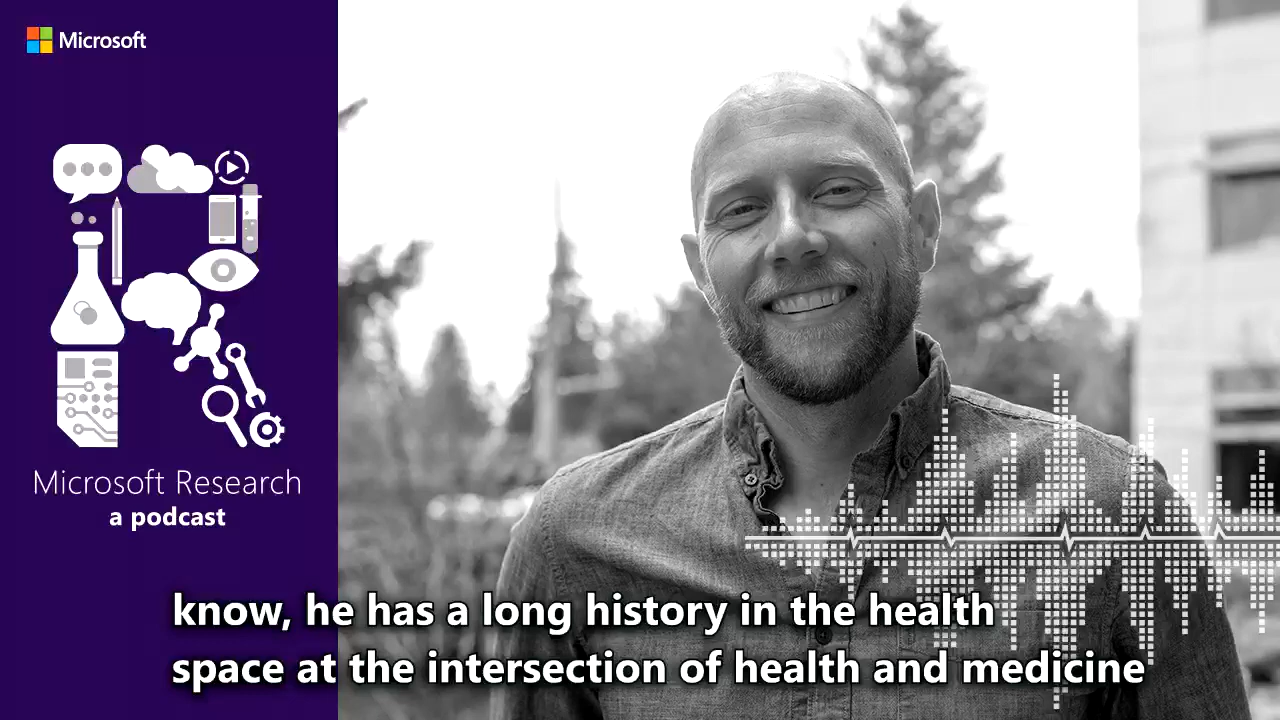 Microsoft
Microsoft Research
a podcast
know, he has a long history in the health
space at the intersection of health and medicine